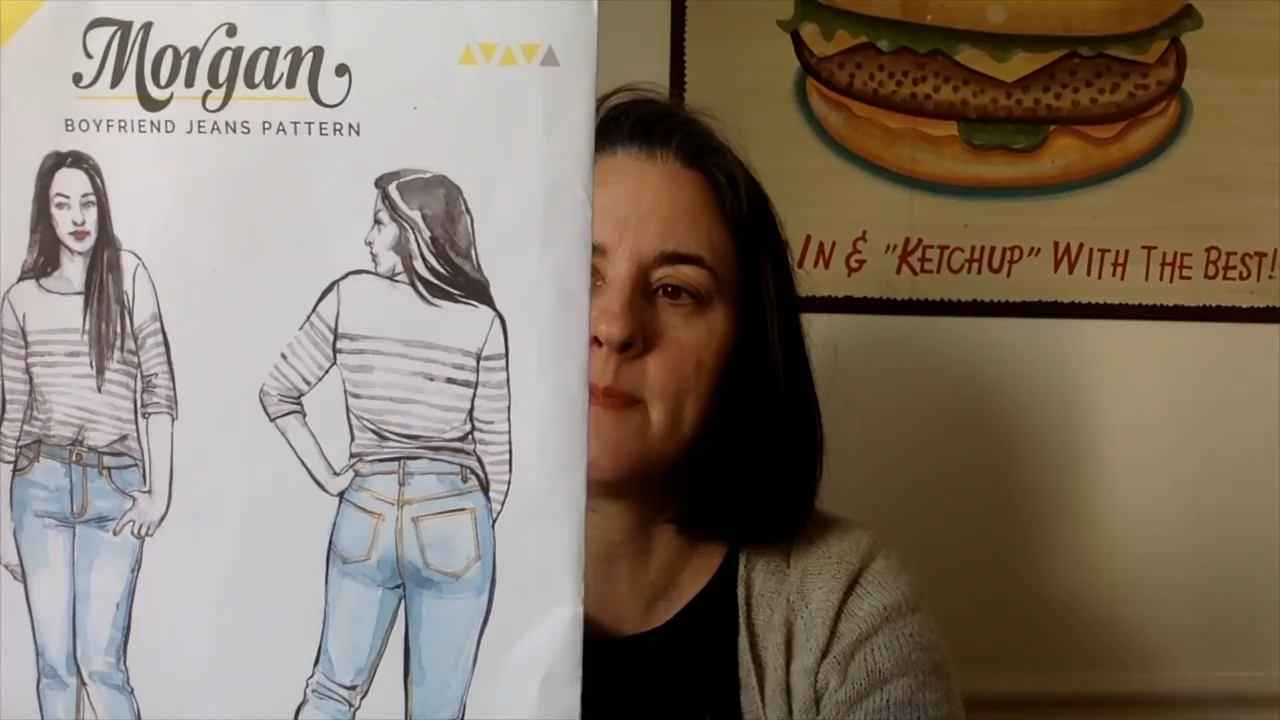 Morgan
BOYFRIEND JEANS PATTERN
IN & "KETCHUP" WITH THE BEST!